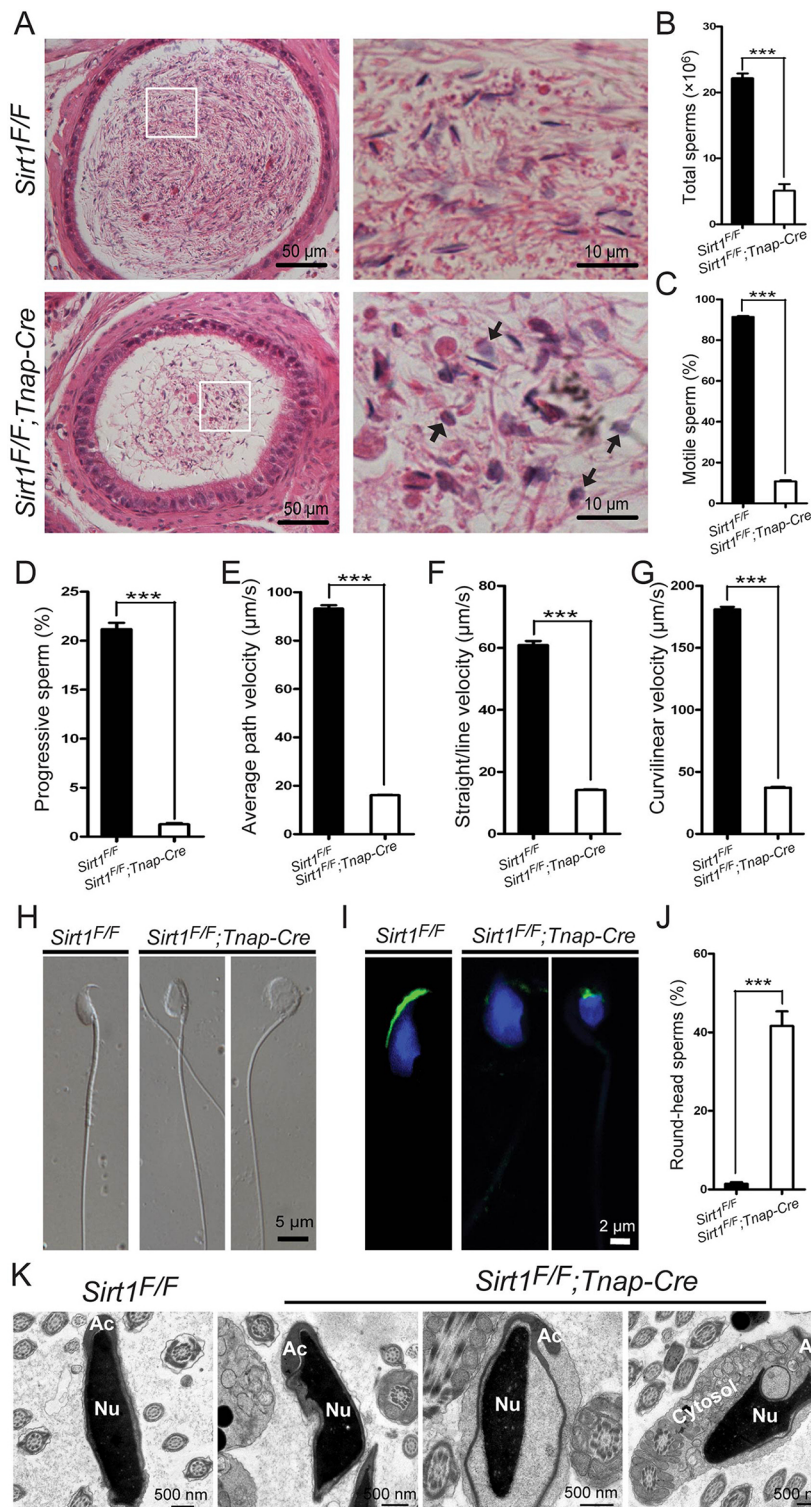 A
Sirt1F/F
50 µm
10 µm
Sirt1F/F;Tnap-Cre
50 µm
10 µm
B
Total sperms (×10⁶)
30
20
10
0
***
Sirt1F/F
Sirt1F/F;Tnap-Cre
C
Motile sperm (%)
100
80
60
40
20
0
***
Sirt1F/F
Sirt1F/F;Tnap-Cre
D
Progressive sperm (%)
25
20
15
10
5
0
***
Sirt1F/F
Sirt1F/F;Tnap-Cre
E
Average path velocity (µm/s)
100
80
60
40
20
0
***
Sirt1F/F
Sirt1F/F;Tnap-Cre
F
Straight/line velocity (µm/s)
80
60
40
20
0
***
Sirt1F/F
Sirt1F/F;Tnap-Cre
G
Curvilinear velocity (µm/s)
200
150
100
50
0
***
Sirt1F/F
Sirt1F/F;Tnap-Cre
H
Sirt1F/F
Sirt1F/F;Tnap-Cre
5 µm
I
Sirt1F/F
Sirt1F/F;Tnap-Cre
2 µm
J
Round-head sperms (%)
60
40
20
0
***
Sirt1F/F
Sirt1F/F;Tnap-Cre
K
Sirt1F/F
Sirt1F/F;Tnap-Cre
Ac
Nu
500 nm
Ac
Nu
500 nm
Ac
Nu
500 nm
A
Cytosol
Nu
500 n